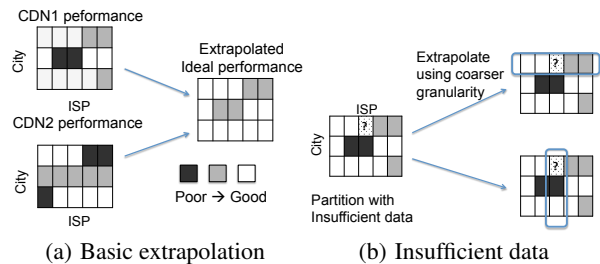 CDN1 peformance
City
ISP
CDN2 performance
City
ISP
Extrapolated
Ideal performance
Poor → Good
(a) Basic extrapolation
Extrapolate
using coarser
granularity
ISP
?
City
Partition with
Insufficient data
?
?
(b) Insufficient data